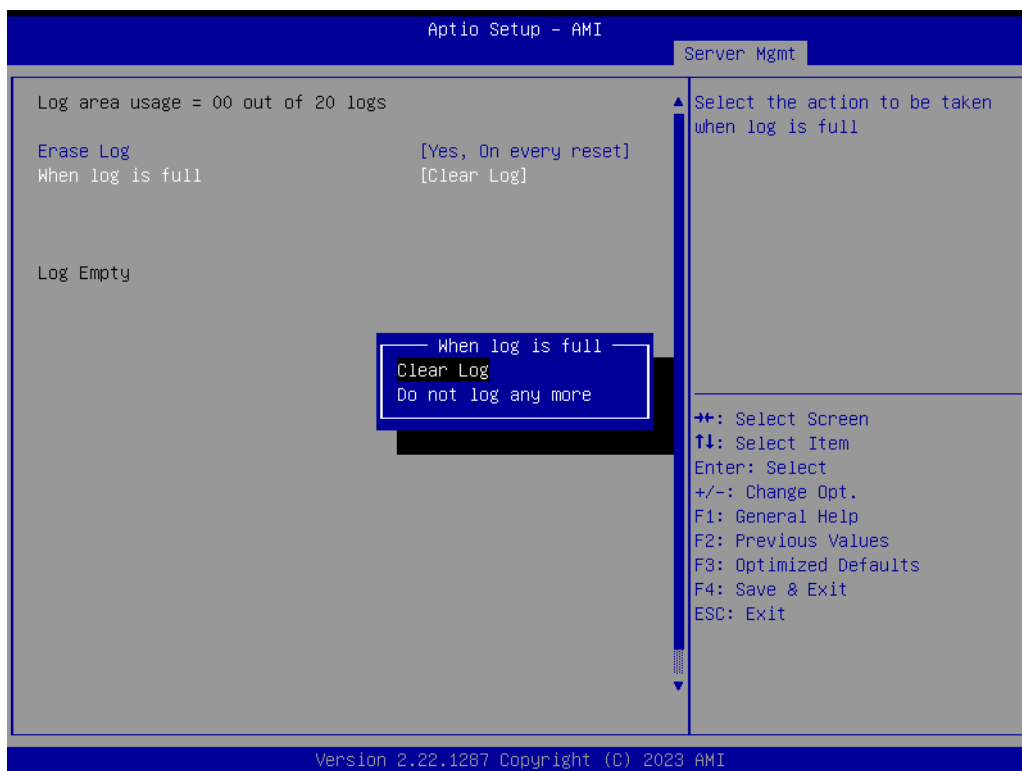 Aptio Setup – AMI
Server Mgmt
Log area usage = 00 out of 20 logs
Erase Log [Yes, On every reset]
When log is full [Clear Log]
Log Empty
When log is full
Clear Log
Do not log any more
Select the action to be taken
when log is full
→←: Select Screen
↑↓: Select Item
Enter: Select
+/-: Change Opt.
F1: General Help
F2: Previous Values
F3: Optimized Defaults
F4: Save & Exit
ESC: Exit
Version 2.22.1287 Copyright (C) 2023 AMI